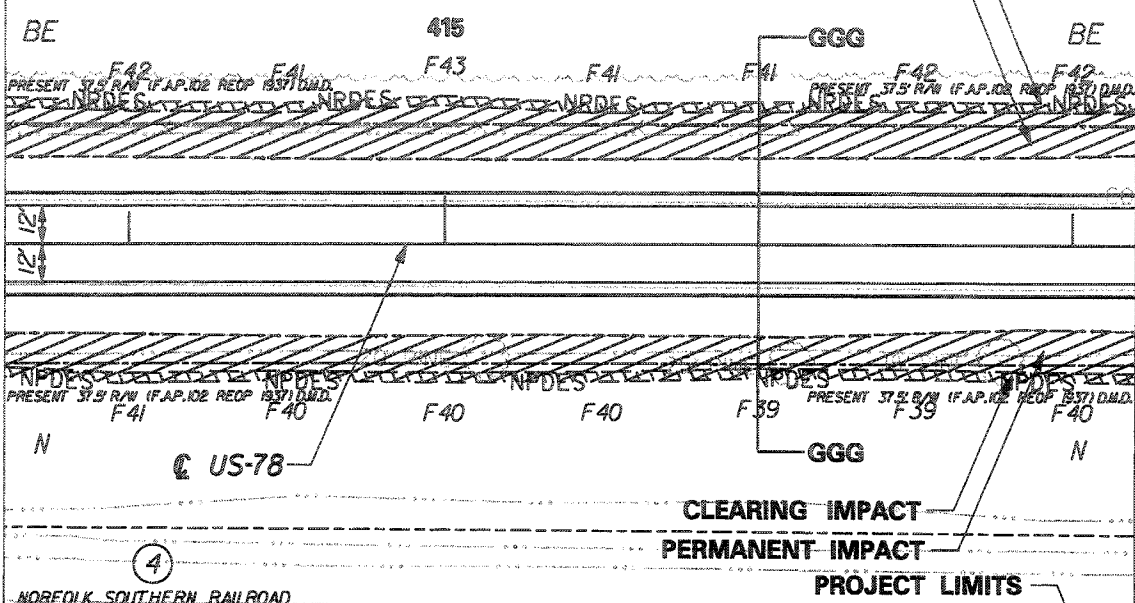 BE 415 GGG BE
F42 F41 F43 F41 F41 F42 F42
PRESENT 37.5' R/W (F.A.P.102 REOP 1937) D.M.D. PRESENT 37.5' R/W (F.A.P.102 REOP 1937) D.M.D.
NPDES NPDES NPDES NPDES NPDES
12'
12'
NPDES NPDES NPDES NPDES NPDES
PRESENT 37.5' R/W (F.A.P.102 REOP 1937) D.M.D. PRESENT 37.5' R/W (F.A.P.102 REOP 1937) D.M.D.
F41 F40 F40 F40 F39 F39 F40
N GGG N
℄ US-78
CLEARING IMPACT
PERMANENT IMPACT
4
PROJECT LIMITS
NORFOLK SOUTHERN RAILROAD